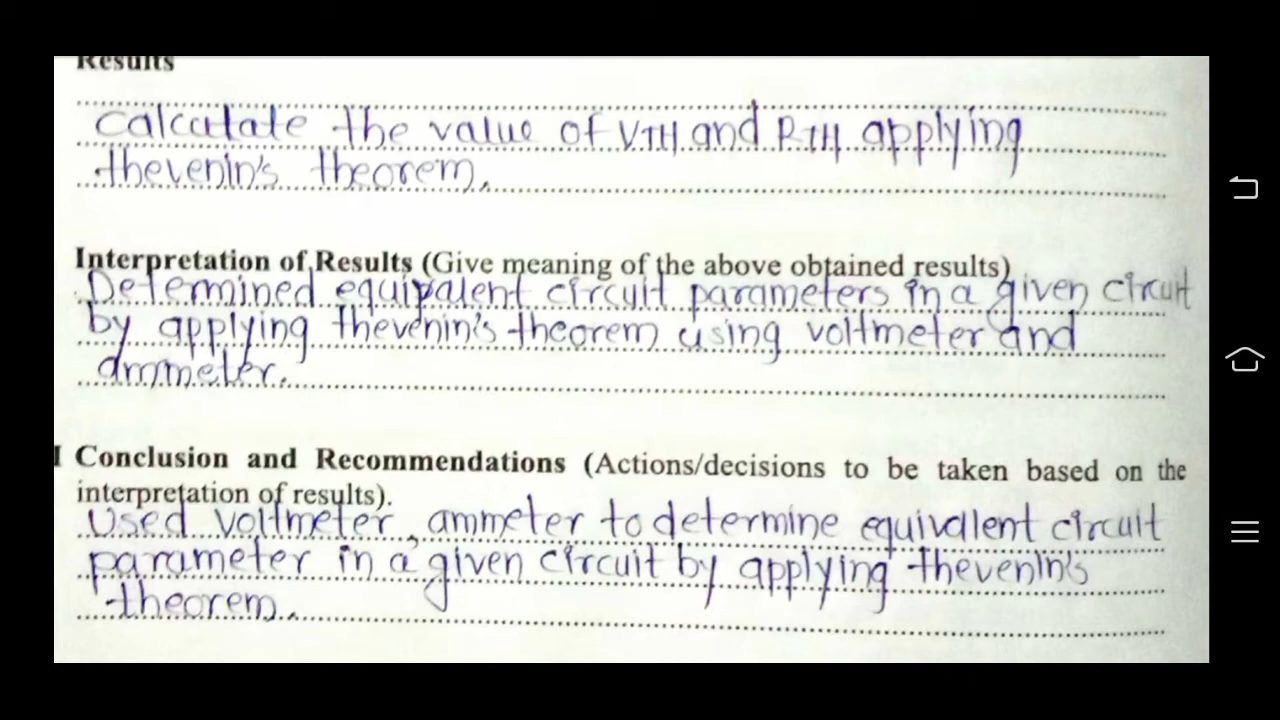 Results
calculate the value of VTH and RTH applying
thevenin's theorem.
Interpretation of Results (Give meaning of the above obtained results)
Determined equivalent circuit parameters in a given circuit
by applying thevenin's theorem using voltmeter and
ammeter.
I Conclusion and Recommendations (Actions/decisions to be taken based on the
interpretation of results).
Used voltmeter, ammeter to determine equivalent circuit
parameter in a given circuit by applying thevenin's
theorem.